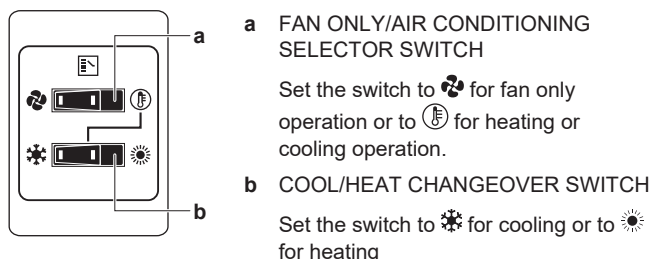 a
b
a FAN ONLY/AIR CONDITIONING
SELECTOR SWITCH
Set the switch to for fan only
operation or to for heating or
cooling operation.
b COOL/HEAT CHANGEOVER SWITCH
Set the switch to for cooling or to
for heating